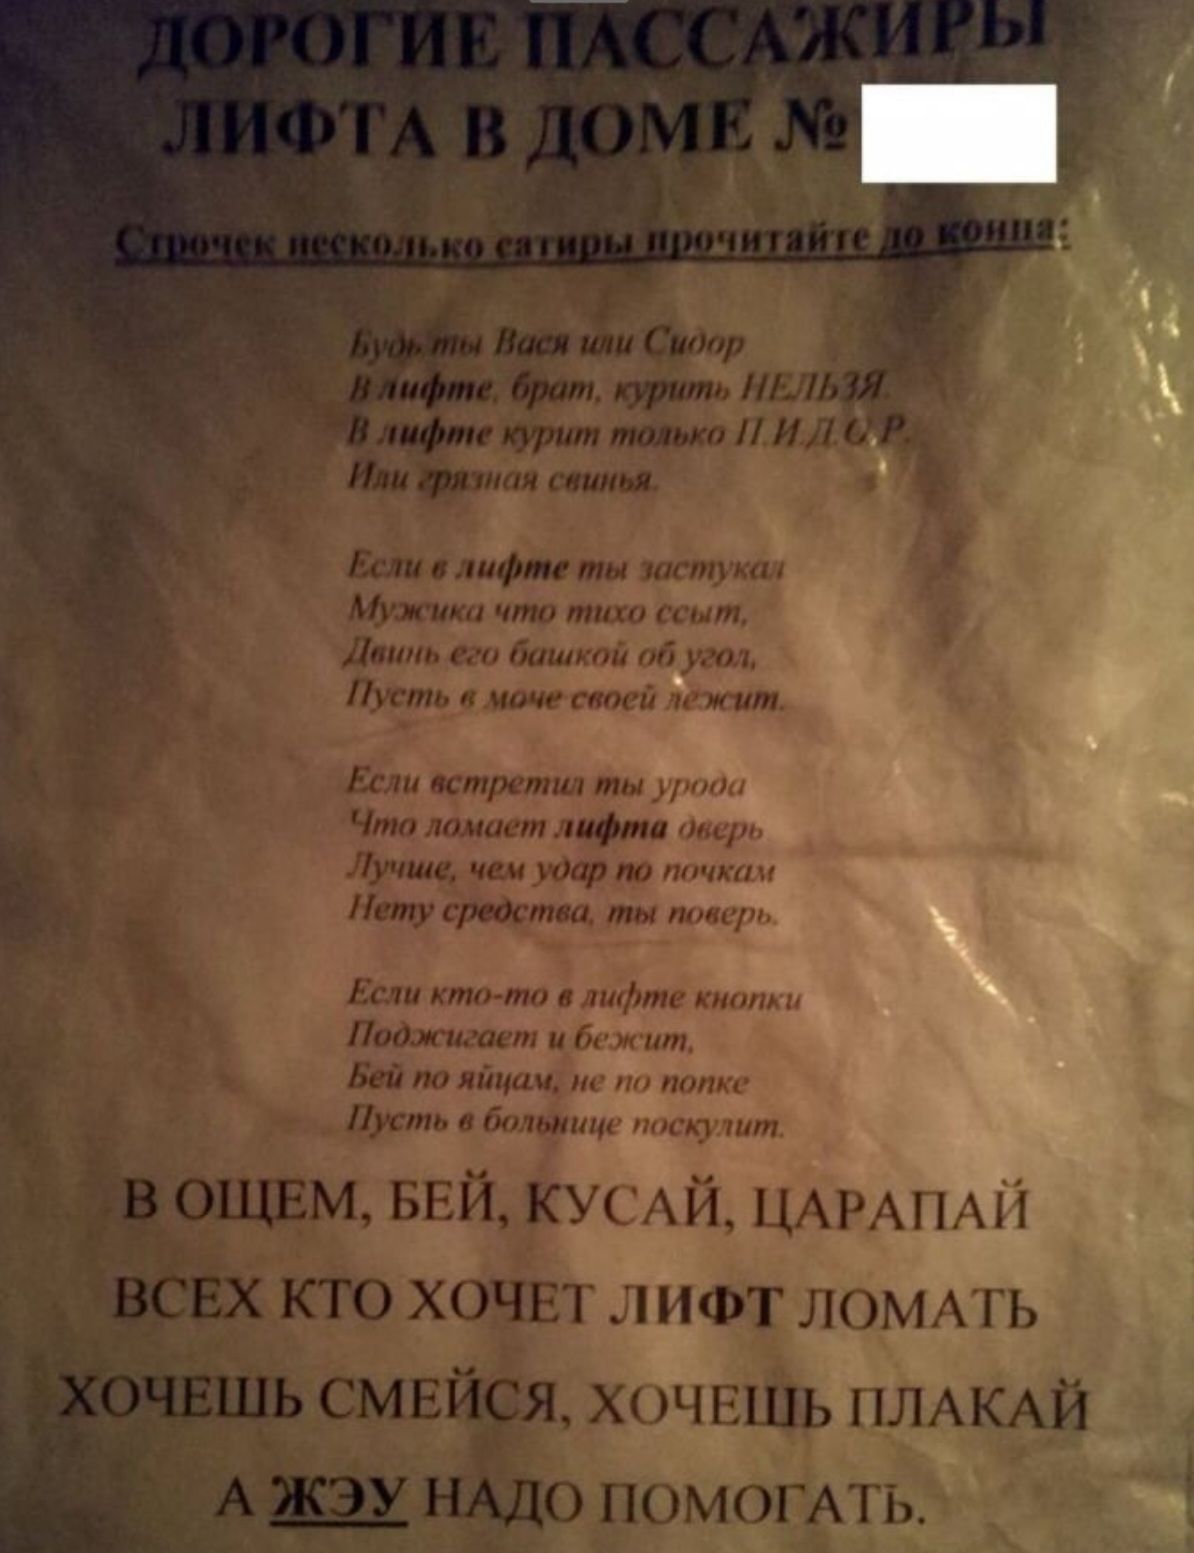 ДОРОГИЕ ПАССАЖИРЫ
ЛИФТА В ДОМЕ №
Строчек несколько сатиры прочитайте до конца:
Будь ты Вася или Сидор
В лифте, брат, курить НЕЛЬЗЯ.
В лифте курит только П.И.Д.О.Р.
Или грязная свинья.
Если в лифте ты застукал
Мужика что тихо ссыт,
Двинь его башкой об угол,
Пусть в моче своей лежит.
Если встретил ты урода
Что ломает лифта дверь
Лучше, чем удар по почкам
Нету средства, ты поверь.
Если кто-то в лифте кнопки
Поджигает и бежит,
Бей по яйцам, не по попке
Пусть в больнице поскулит.
В ОЩЕМ, БЕЙ, КУСАЙ, ЦАРАПАЙ
ВСЕХ КТО ХОЧЕТ ЛИФТ ЛОМАТЬ
ХОЧЕШЬ СМЕЙСЯ, ХОЧЕШЬ ПЛАКАЙ
А ЖЭУ НАДО ПОМОГАТЬ.